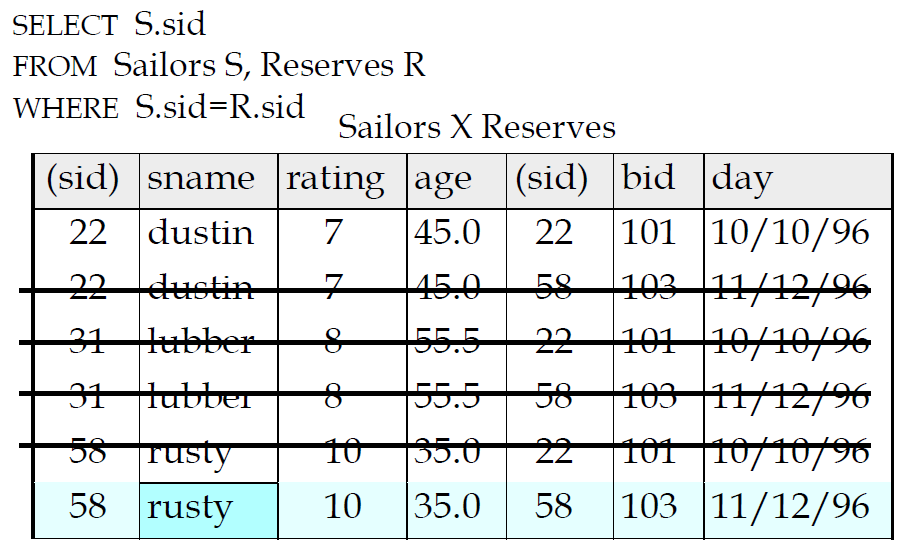 SELECT S.sid
FROM Sailors S, Reserves R
WHERE S.sid=R.sid
Sailors X Reserves
(sid) sname rating age (sid) bid day
22 dustin 7 45.0 22 101 10/10/96
22 dustin 7 45.0 58 103 11/12/96
31 lubber 8 55.5 22 101 10/10/96
31 lubber 8 55.5 58 103 11/12/96
58 rusty 10 35.0 22 101 10/10/96
58 rusty 10 35.0 58 103 11/12/96